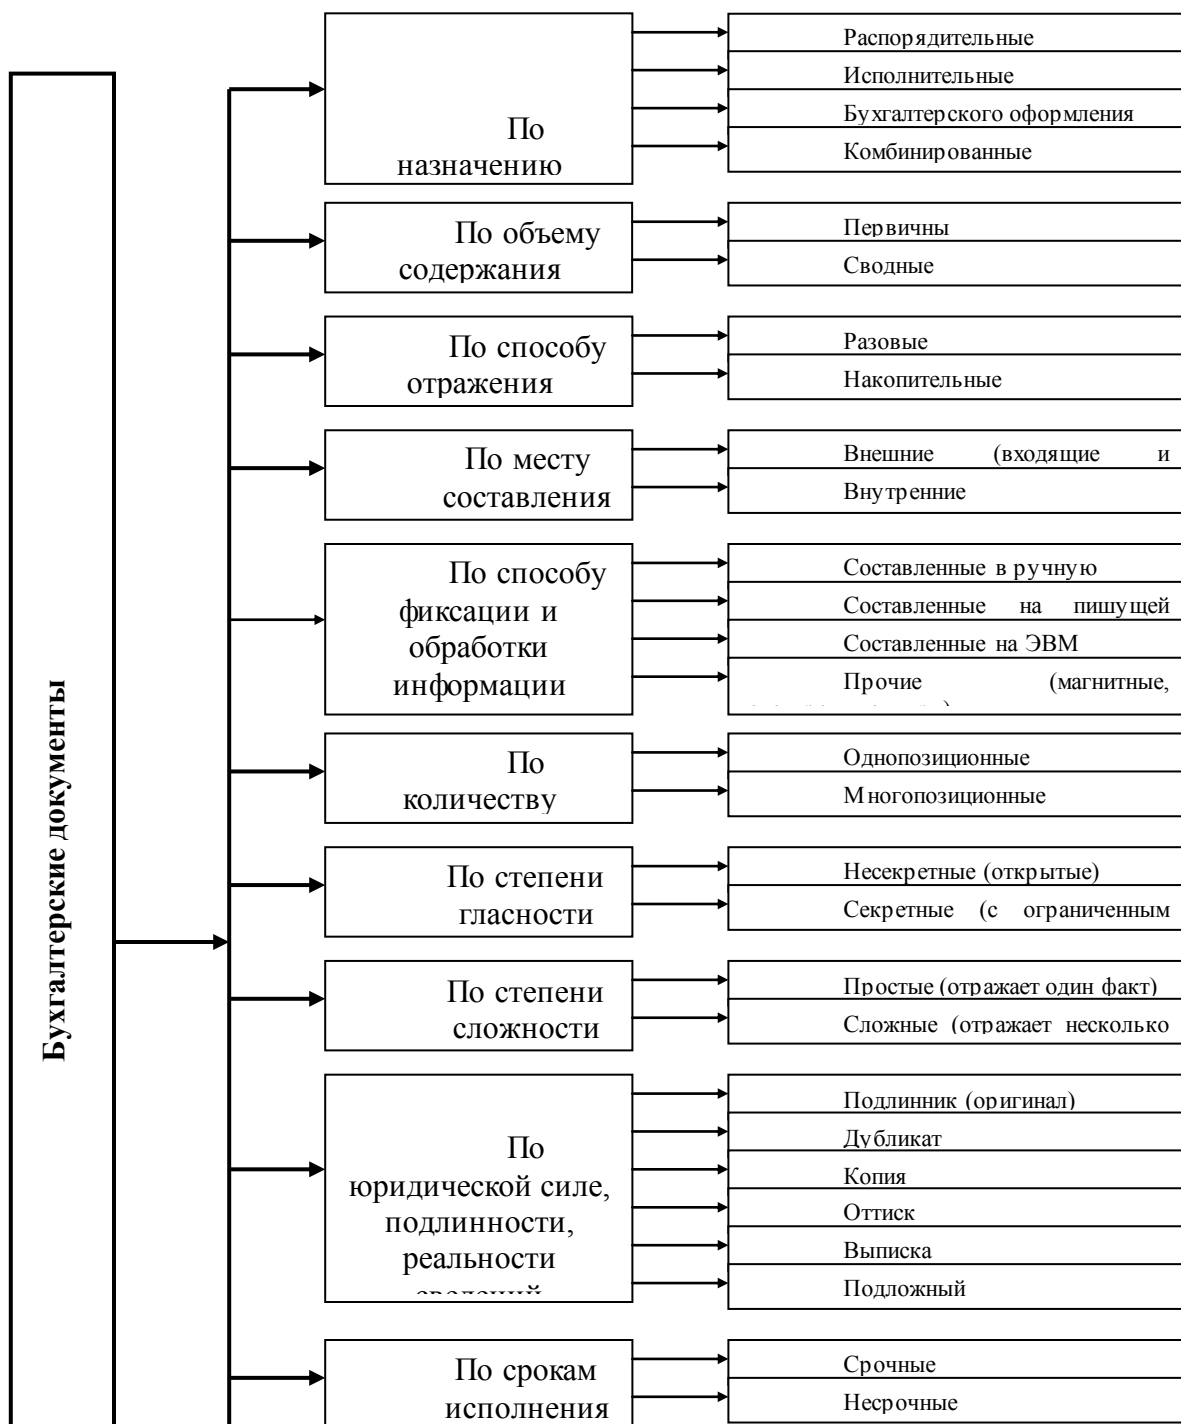 Бухгалтерские документы
По
назначению
Распорядительные
Исполнительные
Бухгалтерского оформления
Комбинированные
По объему
содержания
Первичны
Сводные
По способу
отражения
Разовые
Накопительные
По месту
составления
Внешние (входящие и
Внутренние
По способу
фиксации и
обработки
информации
Составленные в ручную
Составленные на пишущей
Составленные на ЭВМ
Прочие (магнитные,
По
количеству
Однопозиционные
Многопозиционные
По степени
гласности
Несекретные (открытые)
Секретные (с ограниченным
По степени
сложности
Простые (отражает один факт)
Сложные (отражает несколько
По
юридической силе,
подлинности,
реальности
сведений
Подлинник (оригинал)
Дубликат
Копия
Оттиск
Выписка
Подложный
По срокам
исполнения
Срочные
Несрочные